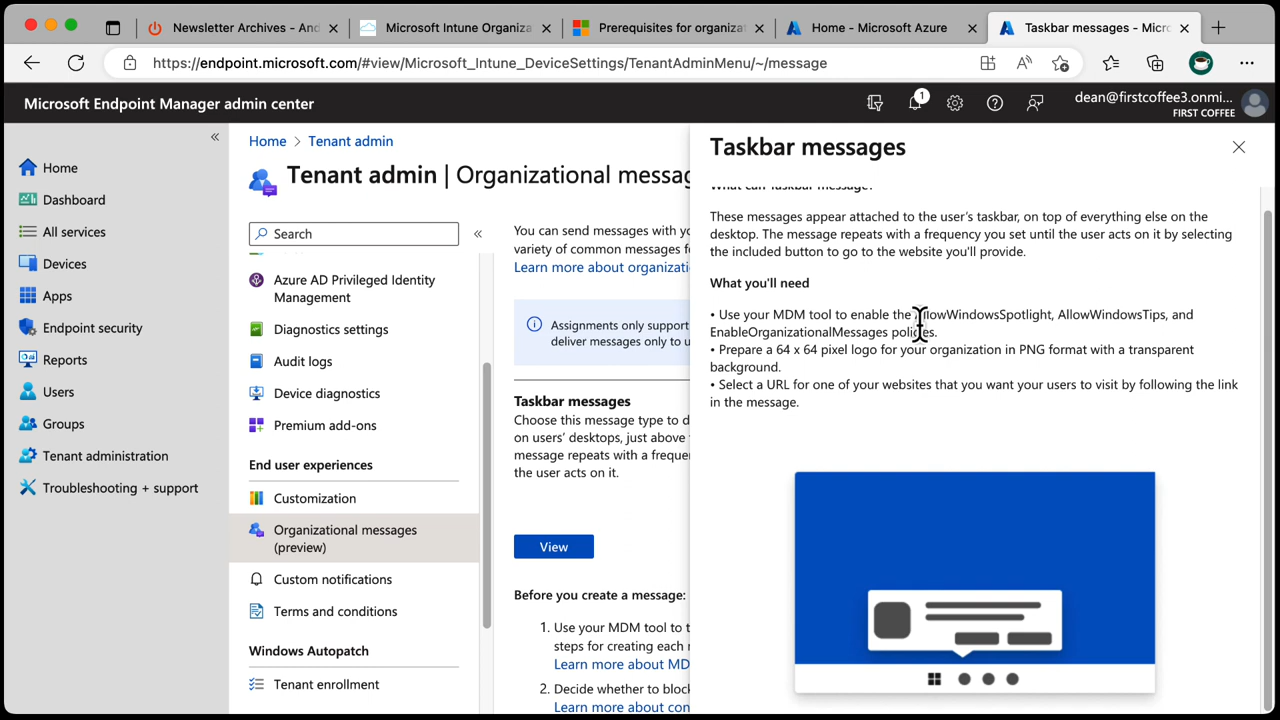 Newsletter Archives - And
Microsoft Intune Organiza
Prerequisites for organizat
Home - Microsoft Azure
Taskbar messages - Micro
https://endpoint.microsoft.com/#view/Microsoft_Intune_DeviceSettings/TenantAdminMenu/~/message
Microsoft Endpoint Manager admin center
1
dean@firstcoffee3.onmi...
FIRST COFFEE
Home
Dashboard
All services
Devices
Apps
Endpoint security
Reports
Users
Groups
Tenant administration
Troubleshooting + support
Home > Tenant admin
Tenant admin | Organizational messag
Search
Azure AD Privileged Identity
Management
Diagnostics settings
Audit logs
Device diagnostics
Premium add-ons
End user experiences
Customization
Organizational messages
(preview)
Custom notifications
Terms and conditions
Windows Autopatch
Tenant enrollment
You can send messages with yo
variety of common messages f
Learn more about organizati
Assignments only support
deliver messages only to u
Taskbar messages
Choose this message type to d
on users' desktops, just above
message repeats with a freque
the user acts on it.
View
Before you create a message:
1. Use your MDM tool to t
steps for creating each
Learn more about MD
2. Decide whether to block
Learn more about con
Taskbar messages
What can Taskbar message?
These messages appear attached to the user's taskbar, on top of everything else on the
desktop. The message repeats with a frequency you set until the user acts on it by selecting
the included button to go to the website you'll provide.
What you'll need
• Use your MDM tool to enable the AllowWindowsSpotlight, AllowWindowsTips, and
EnableOrganizationalMessages policies.
• Prepare a 64 x 64 pixel logo for your organization in PNG format with a transparent
background.
• Select a URL for one of your websites that you want your users to visit by following the link
in the message.